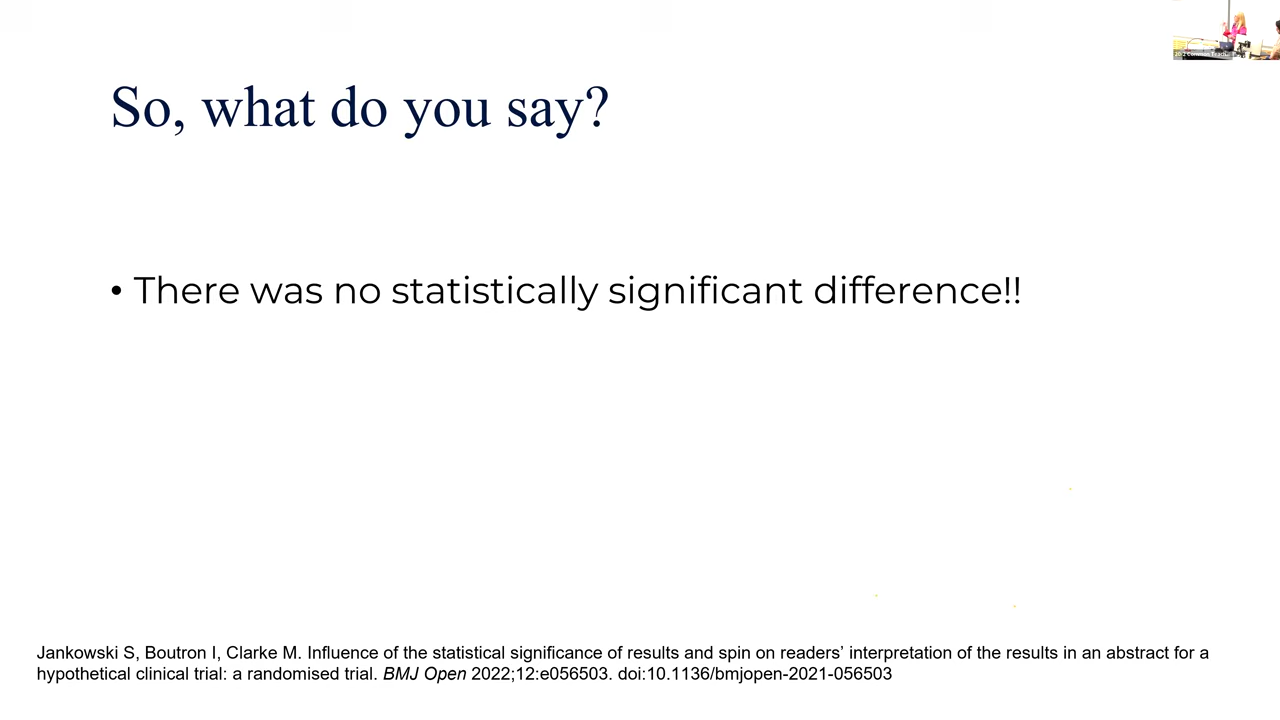 So, what do you say?
• There was no statistically significant difference!!
Jankowski S, Boutron I, Clarke M. Influence of the statistical significance of results and spin on readers’ interpretation of the results in an abstract for a
hypothetical clinical trial: a randomised trial. BMJ Open 2022;12:e056503. doi:10.1136/bmjopen-2021-056503